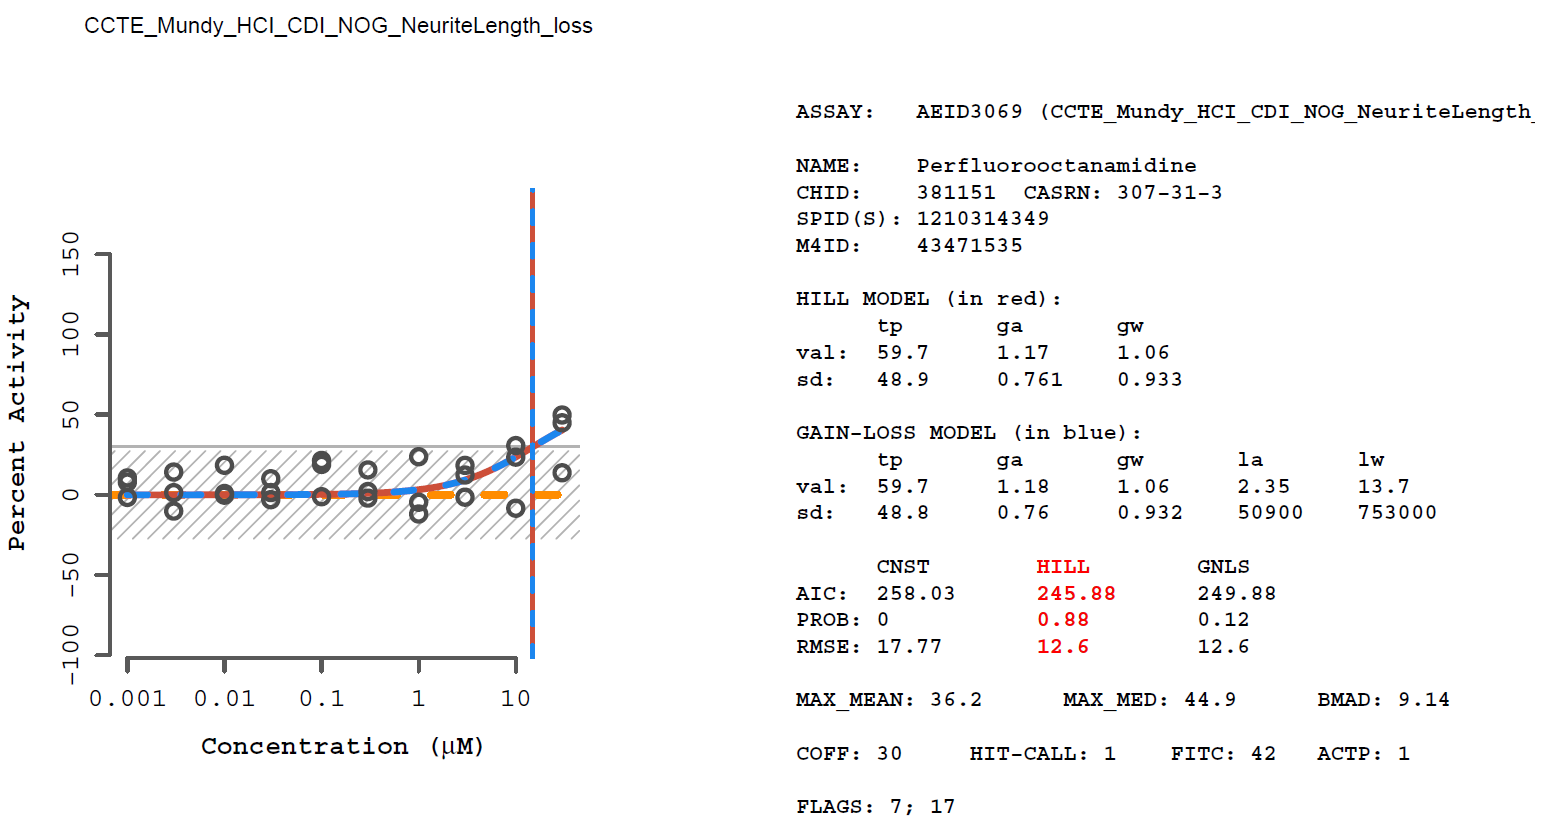 CCTE_Mundy_HCI_CDI_NOG_NeuriteLength_loss
150
100
50
0
-50
-100
Percent Activity
0.001 0.01 0.1 1 10
Concentration (μM)
ASSAY: AEID3069 (CCTE_Mundy_HCI_CDI_NOG_NeuriteLength_
NAME: Perfluorooctanamidine
CHID: 381151 CASRN: 307-31-3
SPID(S): 1210314349
M4ID: 43471535
HILL MODEL (in red):
tp ga gw
val: 59.7 1.17 1.06
sd: 48.9 0.761 0.933
GAIN-LOSS MODEL (in blue):
tp ga gw la lw
val: 59.7 1.18 1.06 2.35 13.7
sd: 48.8 0.76 0.932 50900 753000
CNST HILL GNLS
AIC: 258.03 245.88 249.88
PROB: 0 0.88 0.12
RMSE: 17.77 12.6 12.6
MAX_MEAN: 36.2 MAX_MED: 44.9 BMAD: 9.14
COFF: 30 HIT-CALL: 1 FITC: 42 ACTP: 1
FLAGS: 7; 17